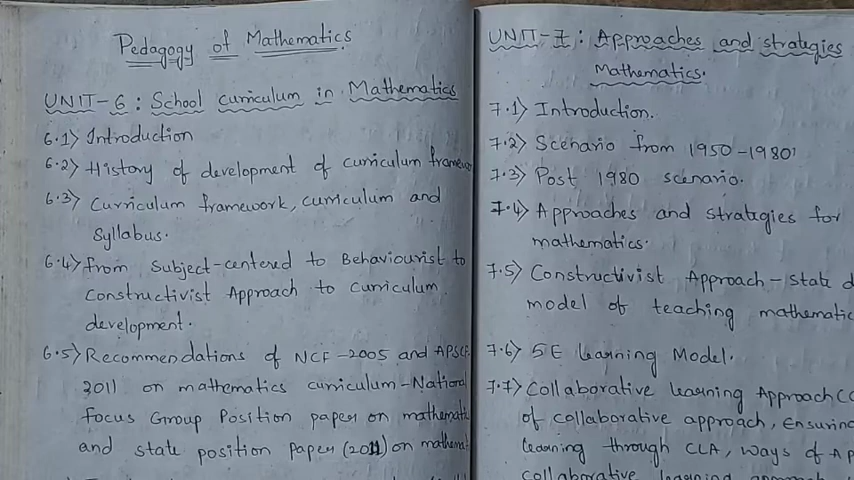 Pedagogy of Mathematics
UNIT-6: School curriculum in Mathematics
6.1) Introduction
6.2) History of development of curriculum
6.3) Curriculum framework, curriculum and
Syllabus.
6.4) from Subject-centered to Behaviourist to
Constructivist Approach to curriculum
development.
6.5) Recommendations of NCF-2005 and
2011 on mathematics curriculum-National
focus Group Position paper on
and state position Paper (2011) on
UNIT-7: Approaches and strategies
Mathematics.
7.1) Introduction.
7.2) Scenario from 1950-1980'
7.3) Post 1980 scenario.
7.4) Approaches and strategies for
mathematics.
7.5) Constructivist Approach-state
model of teaching
7.6) 5E learning Model.
7.7) Collaborative learning Approach
of collaborative approach, Ensuring
learning through CLA, ways of
collaborative learning